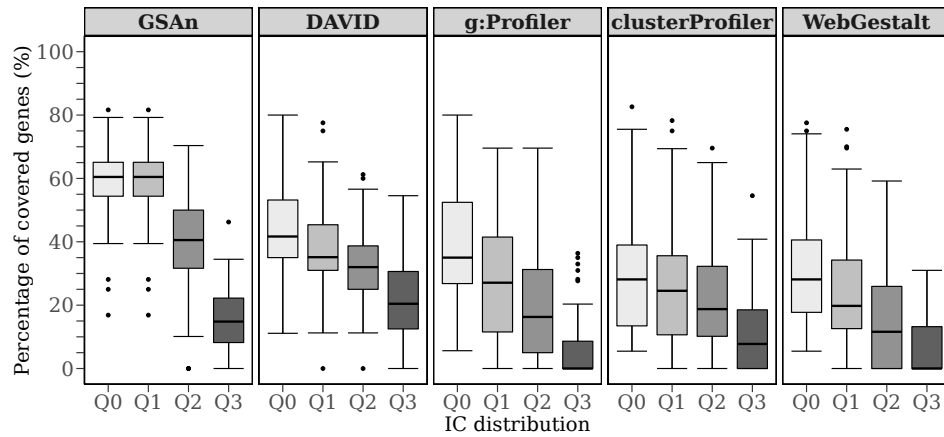 GSAn DAVID g:Profiler clusterProfiler WebGestalt
Percentage of covered genes (%)
100
80
60
40
20
0
Q0 Q1 Q2 Q3 Q0 Q1 Q2 Q3 Q0 Q1 Q2 Q3 Q0 Q1 Q2 Q3 Q0 Q1 Q2 Q3
IC distribution